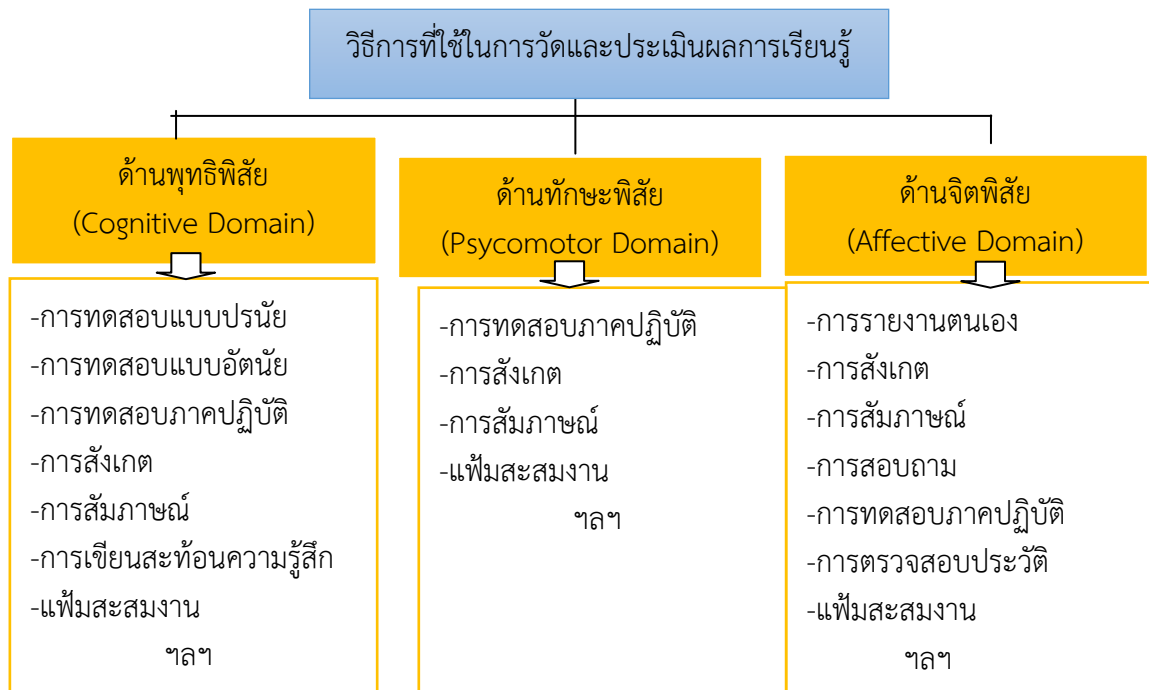 วิธีการที่ใช้ในการวัดและประเมินผลการเรียนรู้
ด้านพุทธิพิสัย
(Cognitive Domain)
-การทดสอบแบบปรนัย
-การทดสอบแบบอัตนัย
-การทดสอบภาคปฏิบัติ
-การสังเกต
-การสัมภาษณ์
-การเขียนสะท้อนความรู้สึก
-แฟ้มสะสมงาน
ฯลฯ
ด้านทักษะพิสัย
(Psycomotor Domain)
-การทดสอบภาคปฏิบัติ
-การสังเกต
-การสัมภาษณ์
-แฟ้มสะสมงาน
ฯลฯ
ด้านจิตพิสัย
(Affective Domain)
-การรายงานตนเอง
-การสังเกต
-การสัมภาษณ์
-การสอบถาม
-การทดสอบภาคปฏิบัติ
-การตรวจสอบประวัติ
-แฟ้มสะสมงาน
ฯลฯ